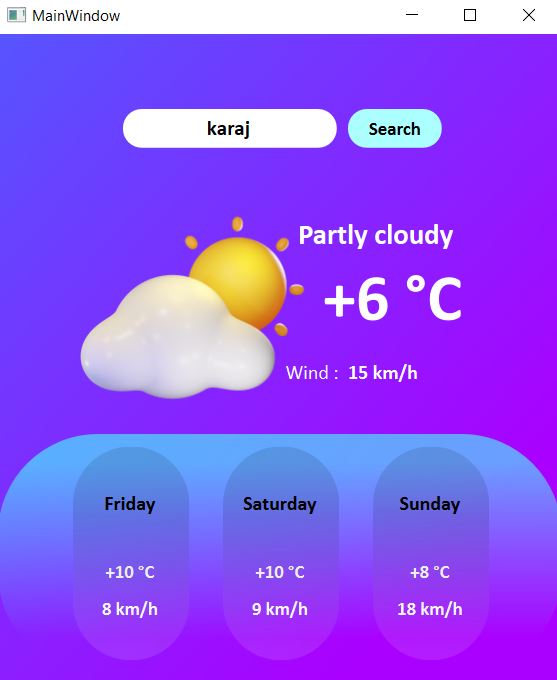 MainWindow
karaj
Search
Partly cloudy
+6 °C
Wind : 15 km/h
Friday
Saturday
Sunday
+10 °C
+10 °C
+8 °C
8 km/h
9 km/h
18 km/h